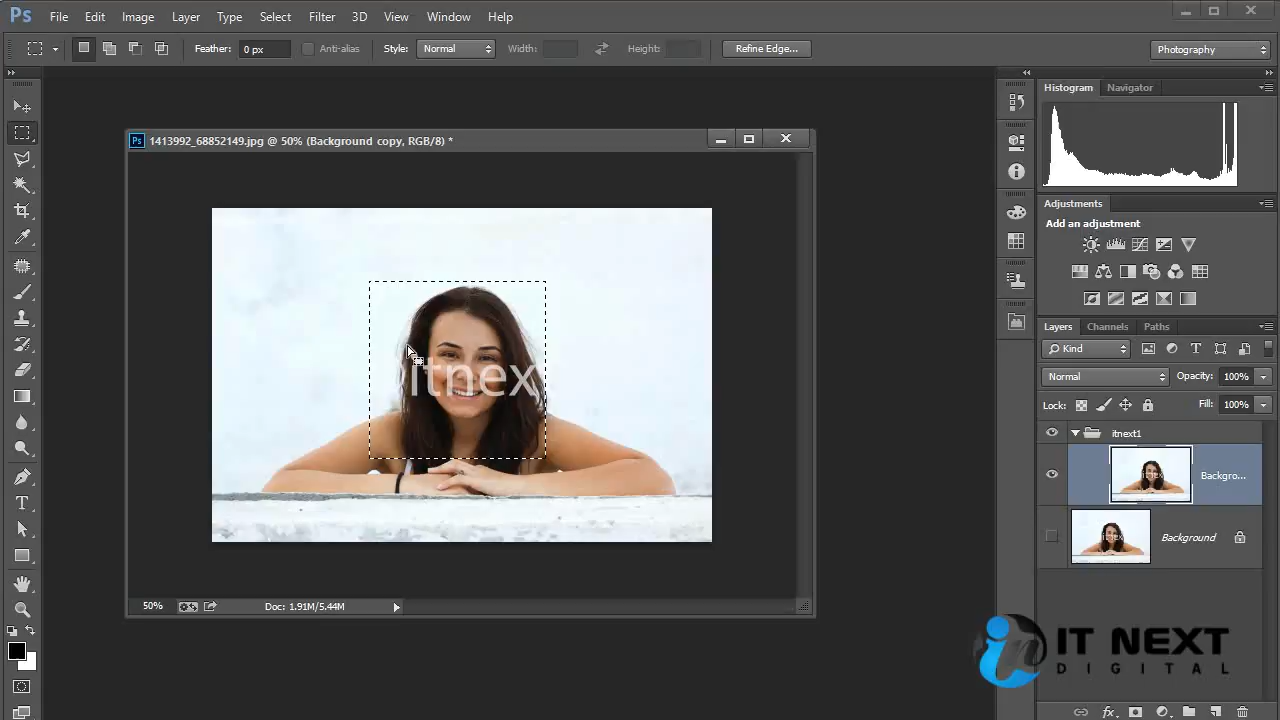 Ps File Edit Image Layer Type Select Filter 3D View Window Help
Feather: 0 px Anti-alias Style: Normal Width: Height: Refine Edge... Photography
Histogram Navigator
Ps 1413992_68852149.jpg @ 50% (Background copy, RGB/8) *
Adjustments
Add an adjustment
Layers Channels Paths
Kind T
Normal Opacity: 100%
Lock: Fill: 100%
itnext1
Backgro...
Background
itnex
50% Doc: 1.91M/5.44M
T
in
IT NEXT
DIGITAL
fx